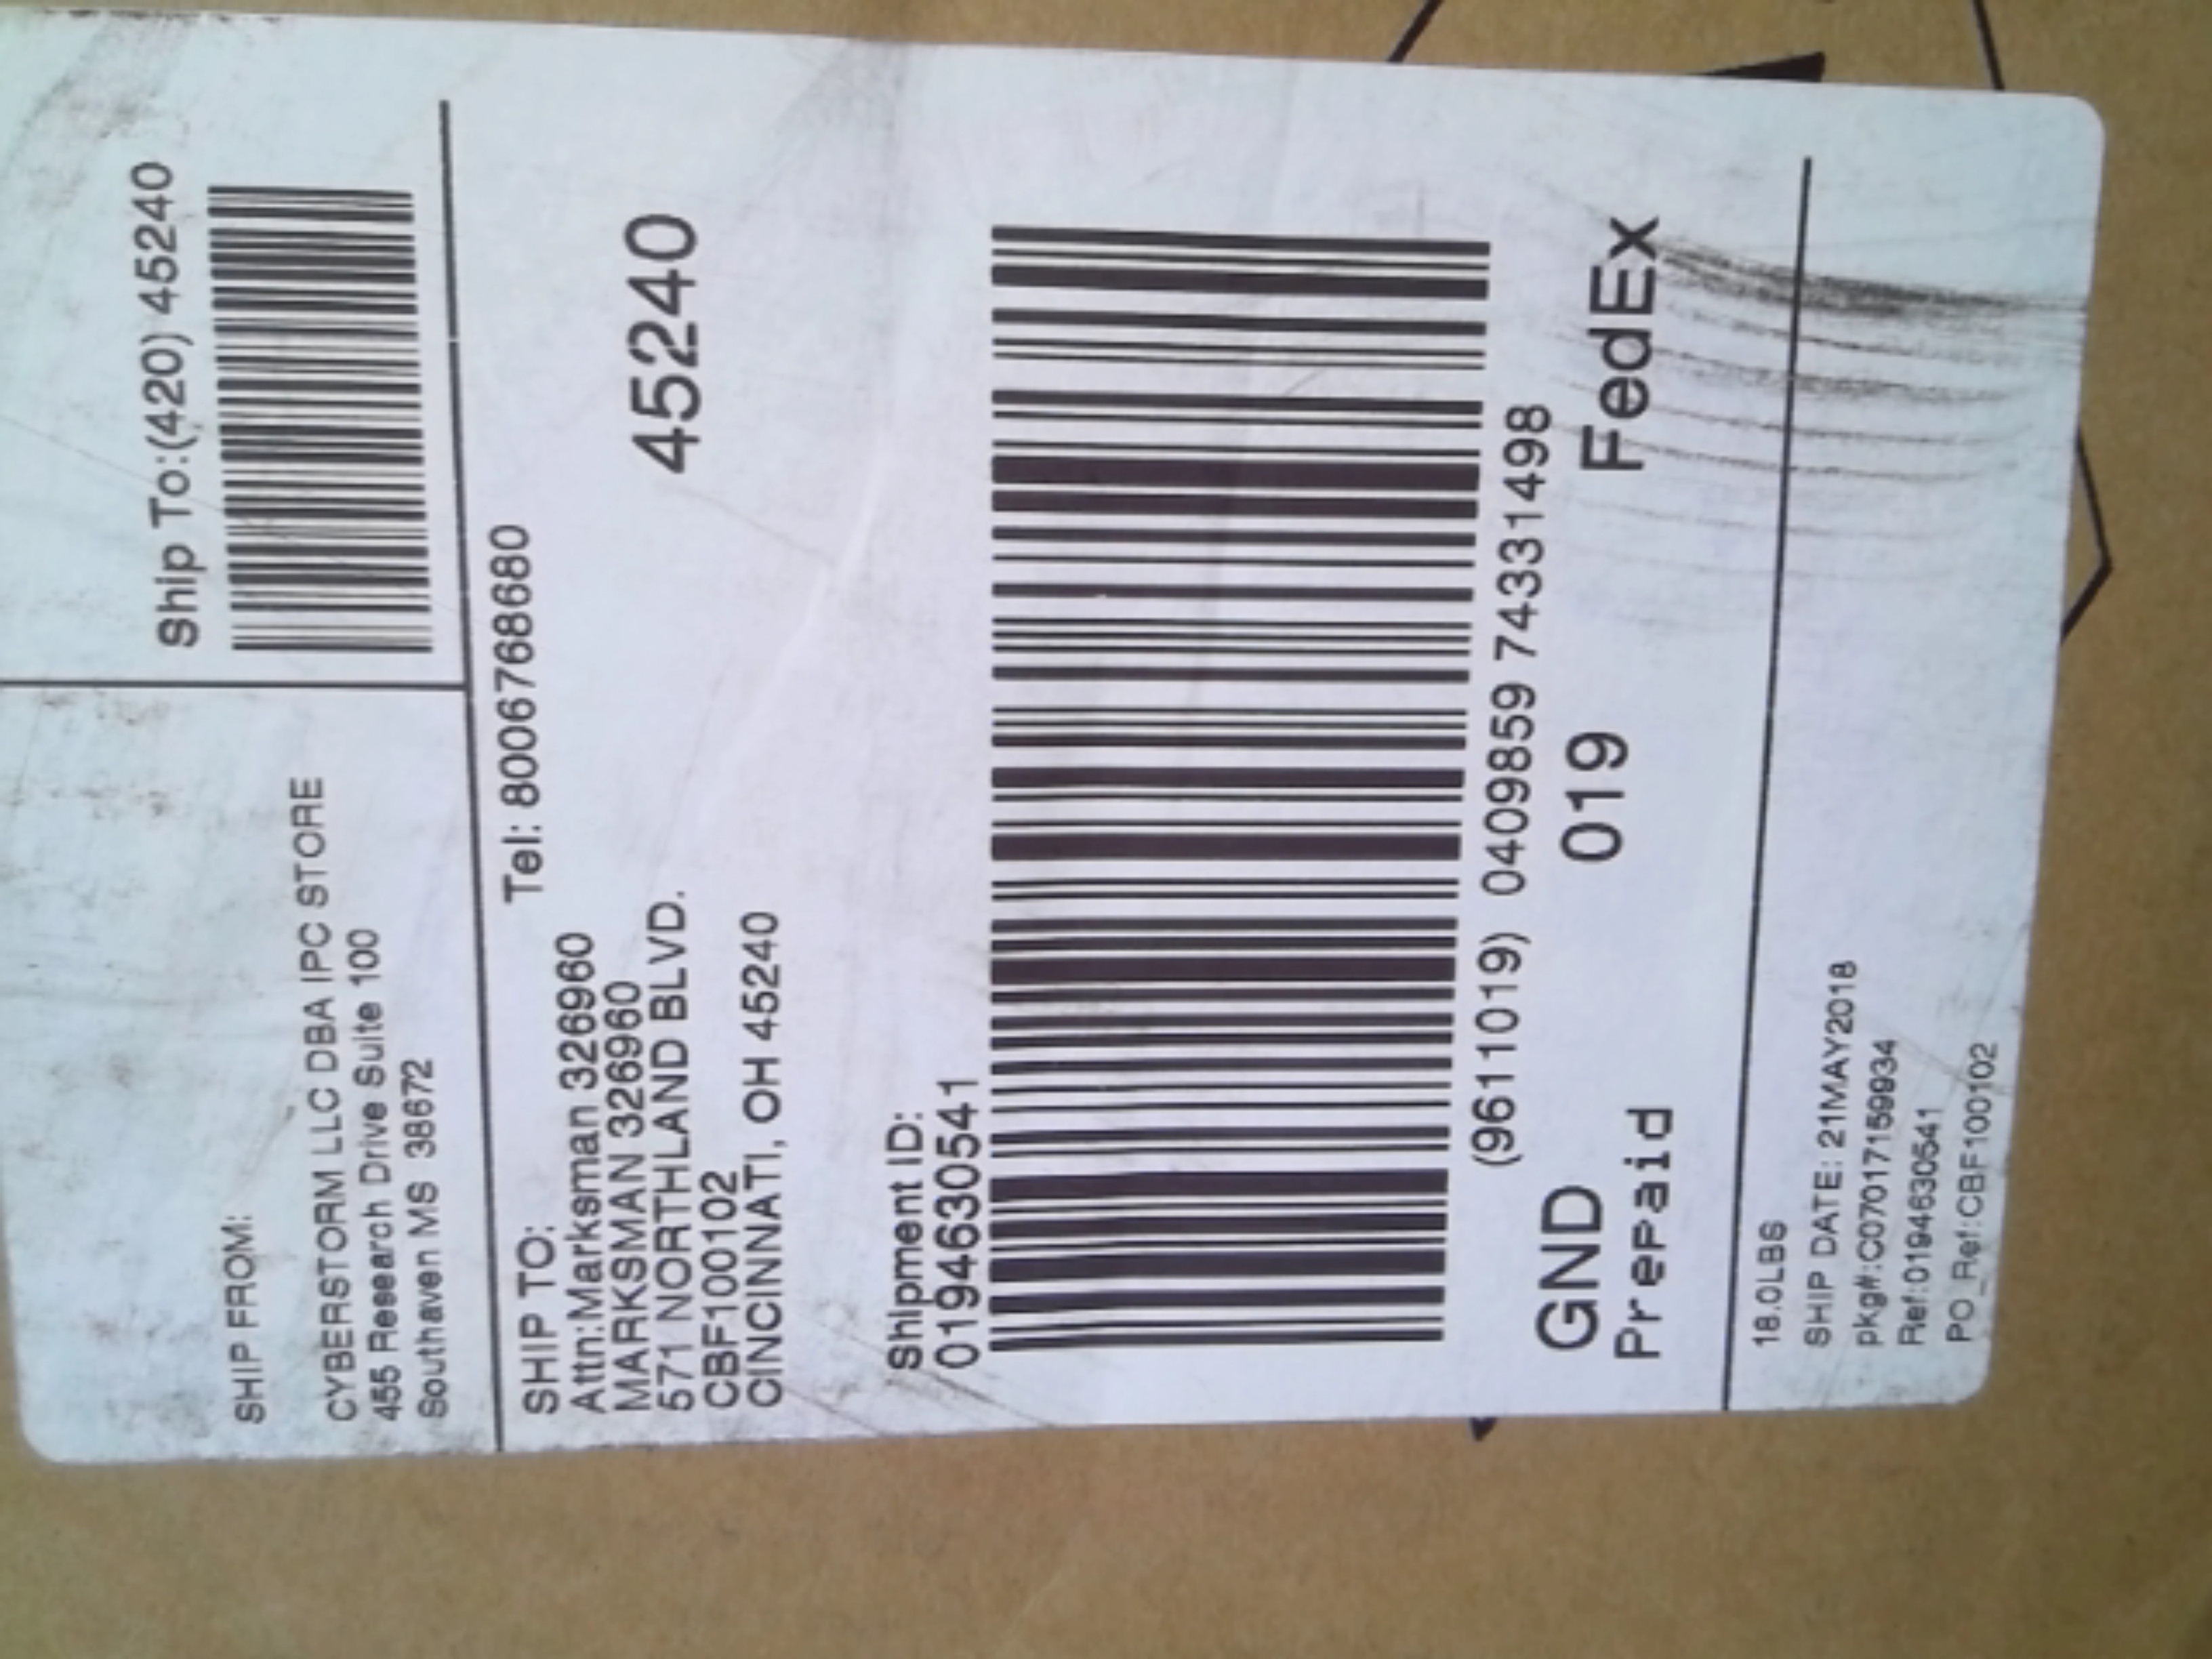 SHIP FROM:
CYBERSTORM LLC DBA IPC STORE
455 Research Drive Suite 100
Southaven MS 38672
Ship To:(420) 45240
SHIP TO:
Tel: 8006768680
Attn:Marksman 326960
MARKSMAN 326960
571 NORTHLAND BLVD.
CBF100102
CINCINNATI, OH 45240
45240
Shipment ID:
0194630541
(9611019) 0409859 74331498
GND 019 FedEx
Prepaid
18.0LBS
SHIP DATE: 21MAY2018
pkg#:C07017159934
Ref:0194630541
PO_Ref:CBF100102